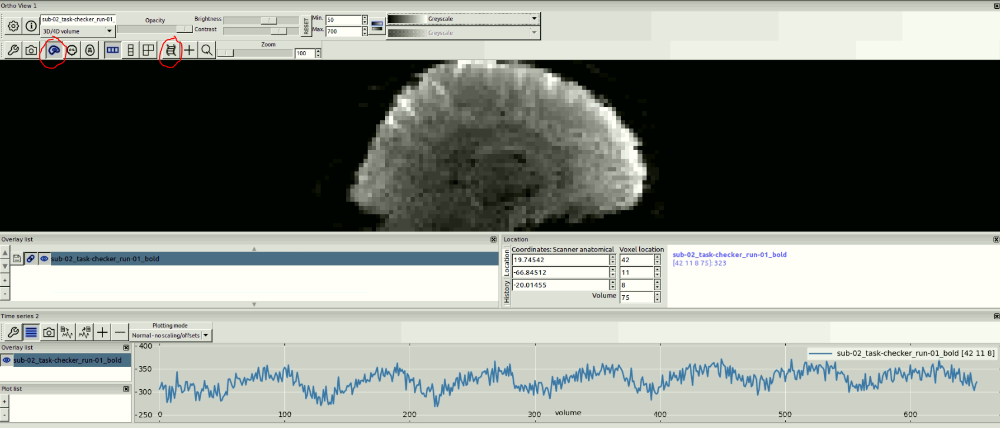 Ortho View 1
sub-02_task-checker_run-01_
3D/4D volume
Opacity
Brightness
Contrast
RESET
Min. 50
Max. 700
Greyscale
Greyscale
Zoom
100
Overlay list
sub-02_task-checker_run-01_bold
Location
Location
History
Coordinates: Scanner anatomical Voxel location
19.74542 42
-66.84512 11
-20.01455 8
Volume 75
sub-02_task-checker_run-01_bold
[42 11 8 75]: 323
Time series 2
Plotting mode
Normal - no scaling/offsets
Overlay list
sub-02_task-checker_run-01_bold
Plot list
400
350
300
250
0 100 200 300 400 500 600
volume
sub-02_task-checker_run-01_bold [42 11 8]